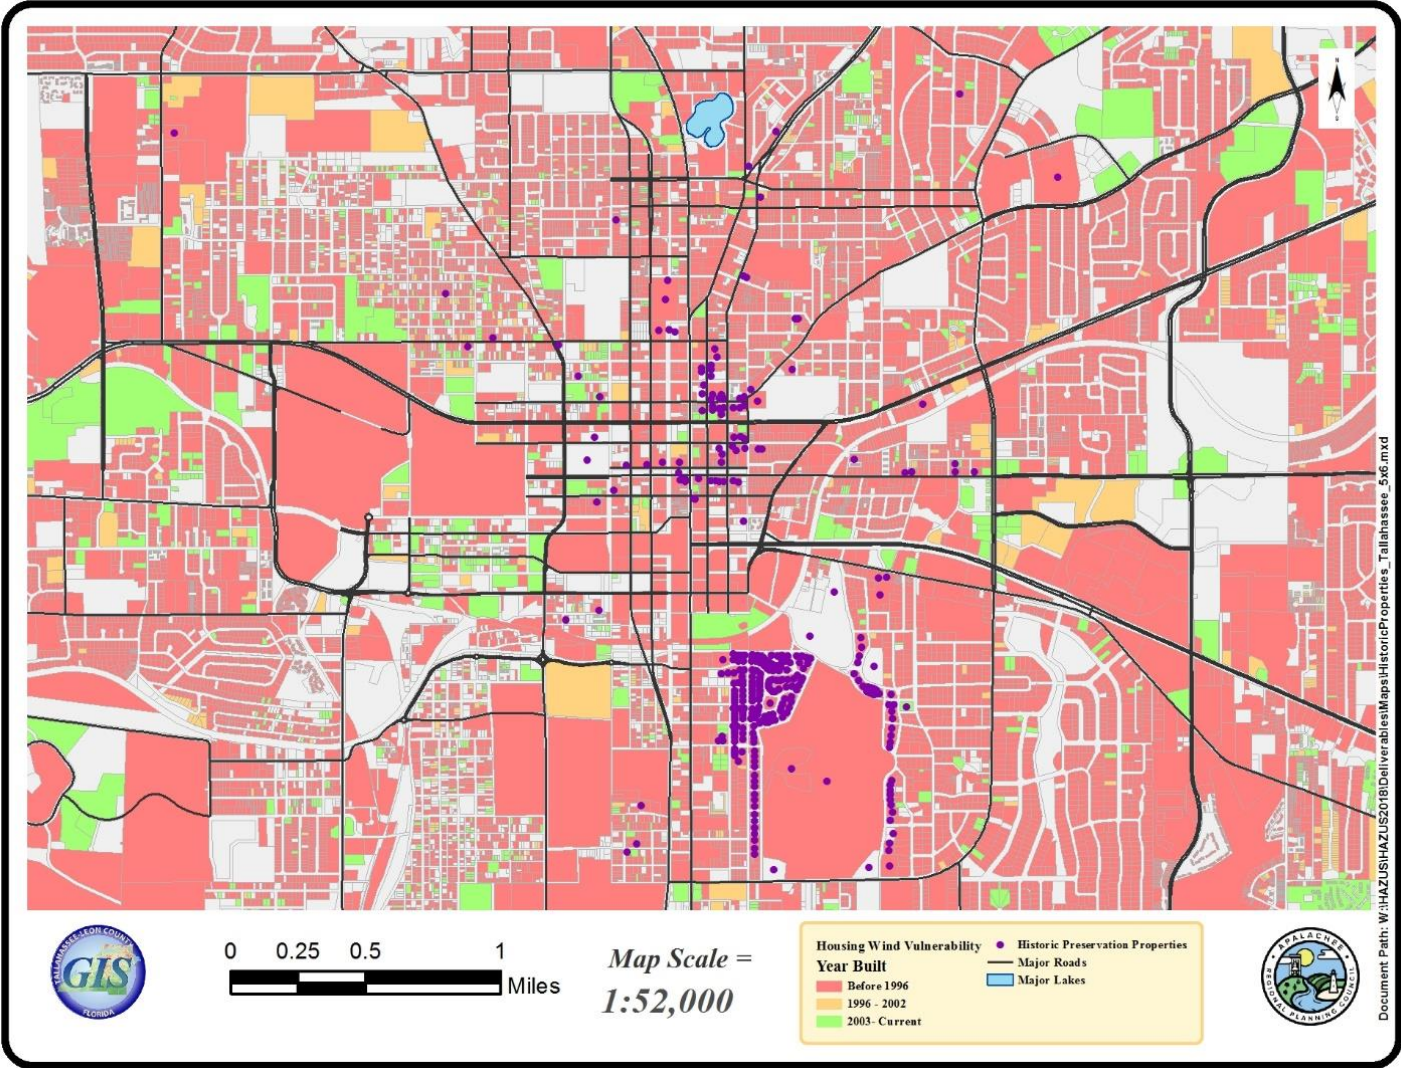 N
S
0 0.25 0.5 1
Miles
Map Scale =
1:52,000
Housing Wind Vulnerability
Year Built
Before 1996
1996 - 2002
2003- Current
Historic Preservation Properties
Major Roads
Major Lakes
TALLAHASSEE-LEON COUNTY
GIS
FLORIDA
APALACHEE
REGIONAL PLANNING COUNCIL
Document Path: W:\HAZUS\HAZUS2018\Deliverables\Maps\HistoricProperties_Tallahassee_5x6.mxd